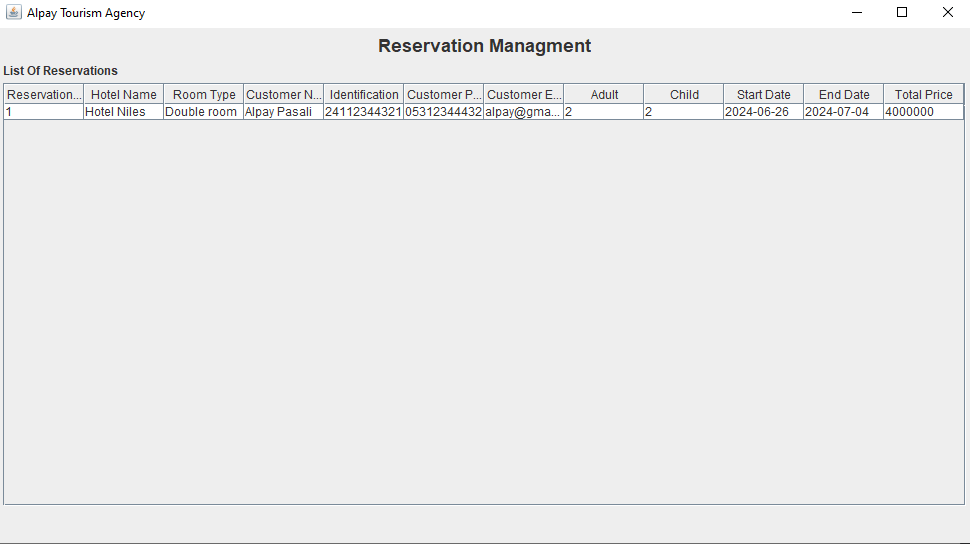 Alpay Tourism Agency
Reservation Managment
List Of Reservations
Reservation... Hotel Name Room Type Customer N... Identification Customer P... Customer E... Adult Child Start Date End Date Total Price
1 Hotel Niles Double room Alpay Pasali 24112344321 05312344432 alpay@gma... 2 2 2024-06-26 2024-07-04 4000000